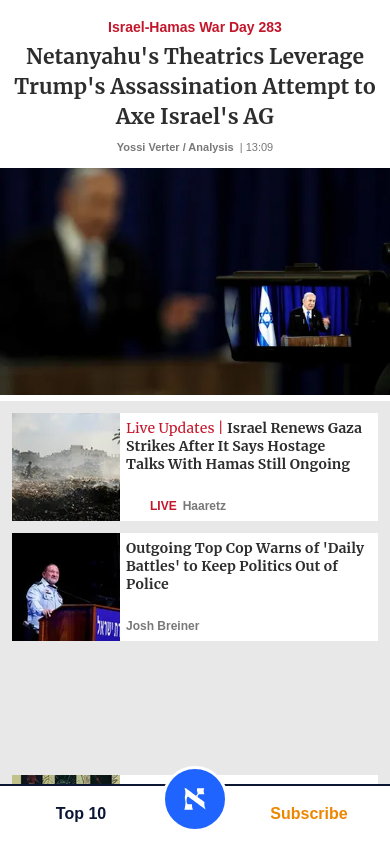 Israel-Hamas War Day 283
Netanyahu's Theatrics Leverage
Trump's Assassination Attempt to
Axe Israel's AG
Yossi Verter / Analysis | 13:09
Live Updates | Israel Renews Gaza
Strikes After It Says Hostage
Talks With Hamas Still Ongoing
LIVE Haaretz
Outgoing Top Cop Warns of 'Daily
Battles' to Keep Politics Out of
Police
Josh Breiner
Top 10
א
Subscribe